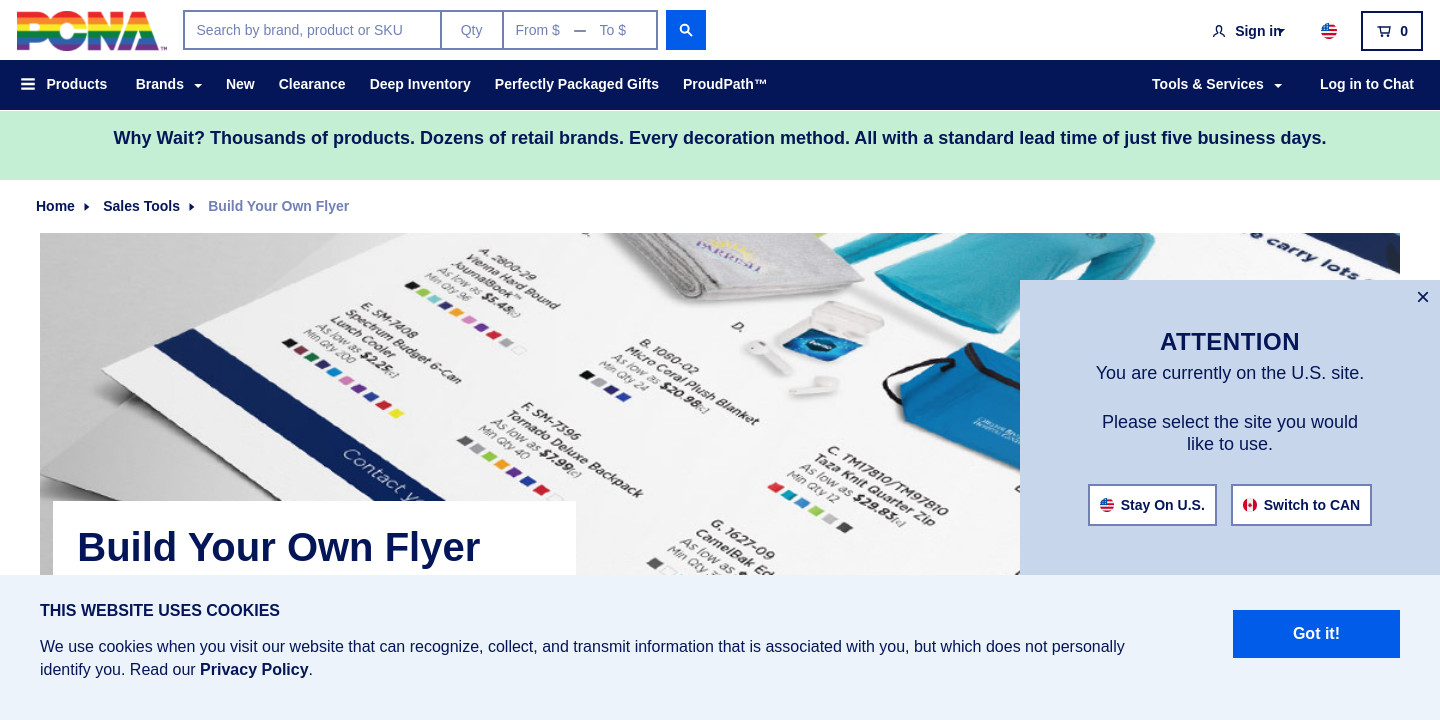 PCNA™
Search by brand, product or SKU
Qty
From $ — To $
Sign in
0
Products
Brands
New
Clearance
Deep Inventory
Perfectly Packaged Gifts
ProudPath™
Tools & Services
Log in to Chat
Why Wait? Thousands of products. Dozens of retail brands. Every decoration method. All with a standard lead time of just five business days.
Home
Sales Tools
Build Your Own Flyer
A. 2800-29
Vienna Hard Bound
JournalBook™
As low as $5.48(c)
Min Qty 96
E. SM-7408
Spectrum Budget 6-Can
Lunch Cooler
As low as $2.25(c)
Min Qty 200
D.
B. 1080-02
Micro Coral Plush Blanket
As low as $20.98(c)
Min Qty 24
F. SM-7396
Tornado Deluxe Backpack
As low as $7.99(c)
Min Qty 40
C. TM17810/TM97810
Taza Knit Quarter Zip
As low as $29.83(c)
Min Qty 12
G. 1627-09
CamelBak Ed
As low as
Contact y
PARRISH
e carry lots
Build Your Own Flyer
×
ATTENTION
You are currently on the U.S. site.
Please select the site you would
like to use.
Stay On U.S.
Switch to CAN
THIS WEBSITE USES COOKIES
We use cookies when you visit our website that can recognize, collect, and transmit information that is associated with you, but which does not personally
identify you. Read our Privacy Policy.
Got it!